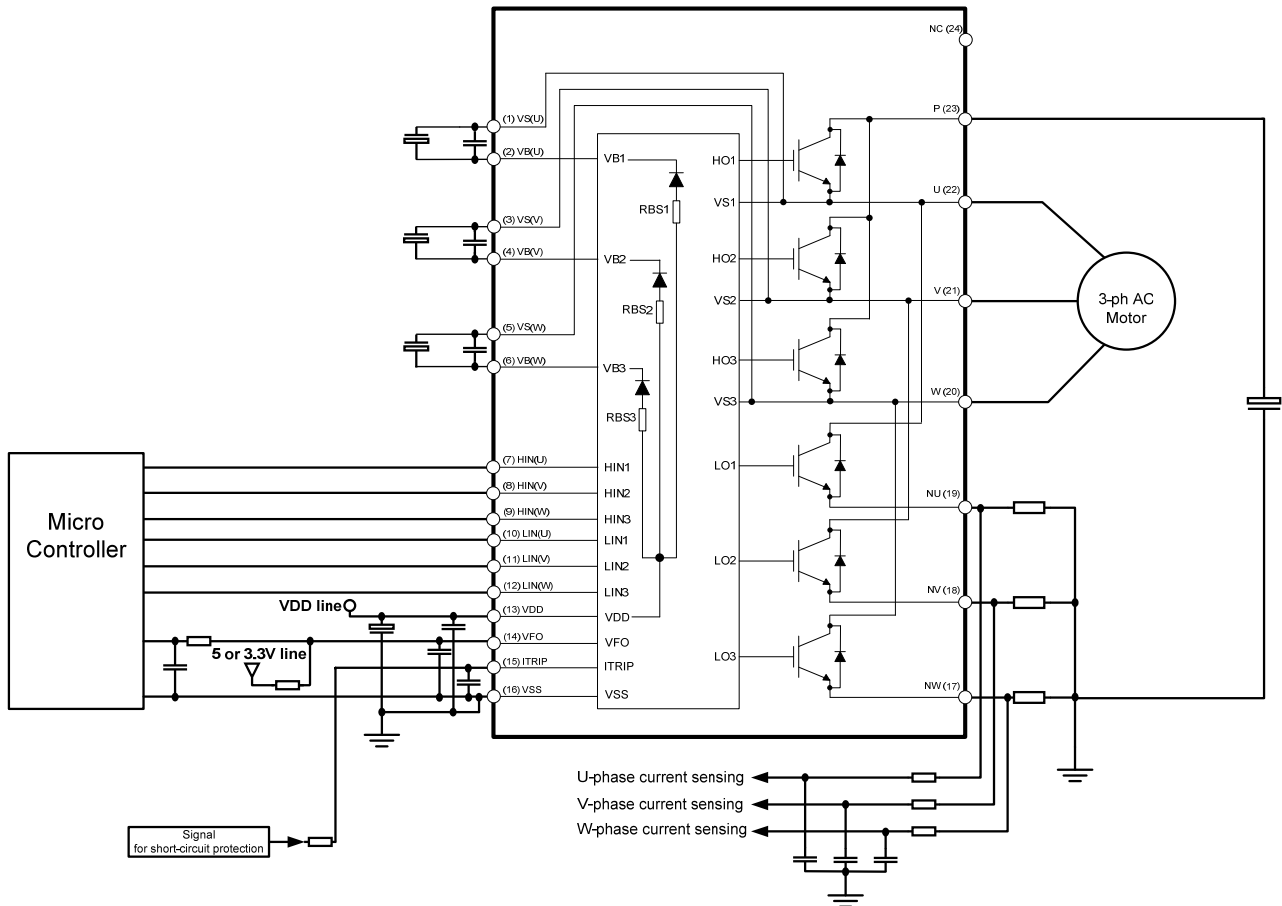 NC (24)
(1) VS(U)
(2) VB(U)
(3) VS(V)
(4) VB(V)
(5) VS(W)
(6) VB(W)
(7) HIN(U)
(8) HIN(V)
(9) HIN(W)
(10) LIN(U)
(11) LIN(V)
(12) LIN(W)
(13) VDD
(14) VFO
(15) ITRIP
(16) VSS
VB1
RBS1
VB2
RBS2
VB3
RBS3
HIN1
HIN2
HIN3
LIN1
LIN2
LIN3
VDD
VFO
ITRIP
VSS
HO1
VS1
HO2
VS2
HO3
VS3
LO1
LO2
LO3
P (23)
U (22)
V (21)
W (20)
NU (19)
NV (18)
NW (17)
3-ph AC
Motor
Micro
Controller
VDD line
5 or 3.3V line
Signal
for short-circuit protection
U-phase current sensing
V-phase current sensing
W-phase current sensing